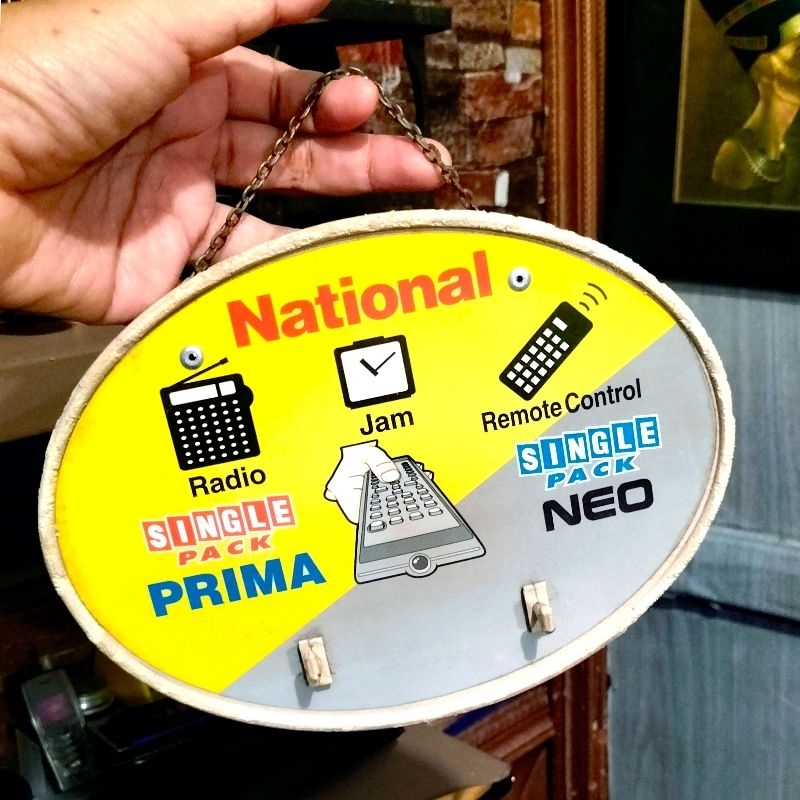 National
Radio
Jam
Remote Control
SINGLE
PACK
PRIMA
SINGLE
PACK
NEO